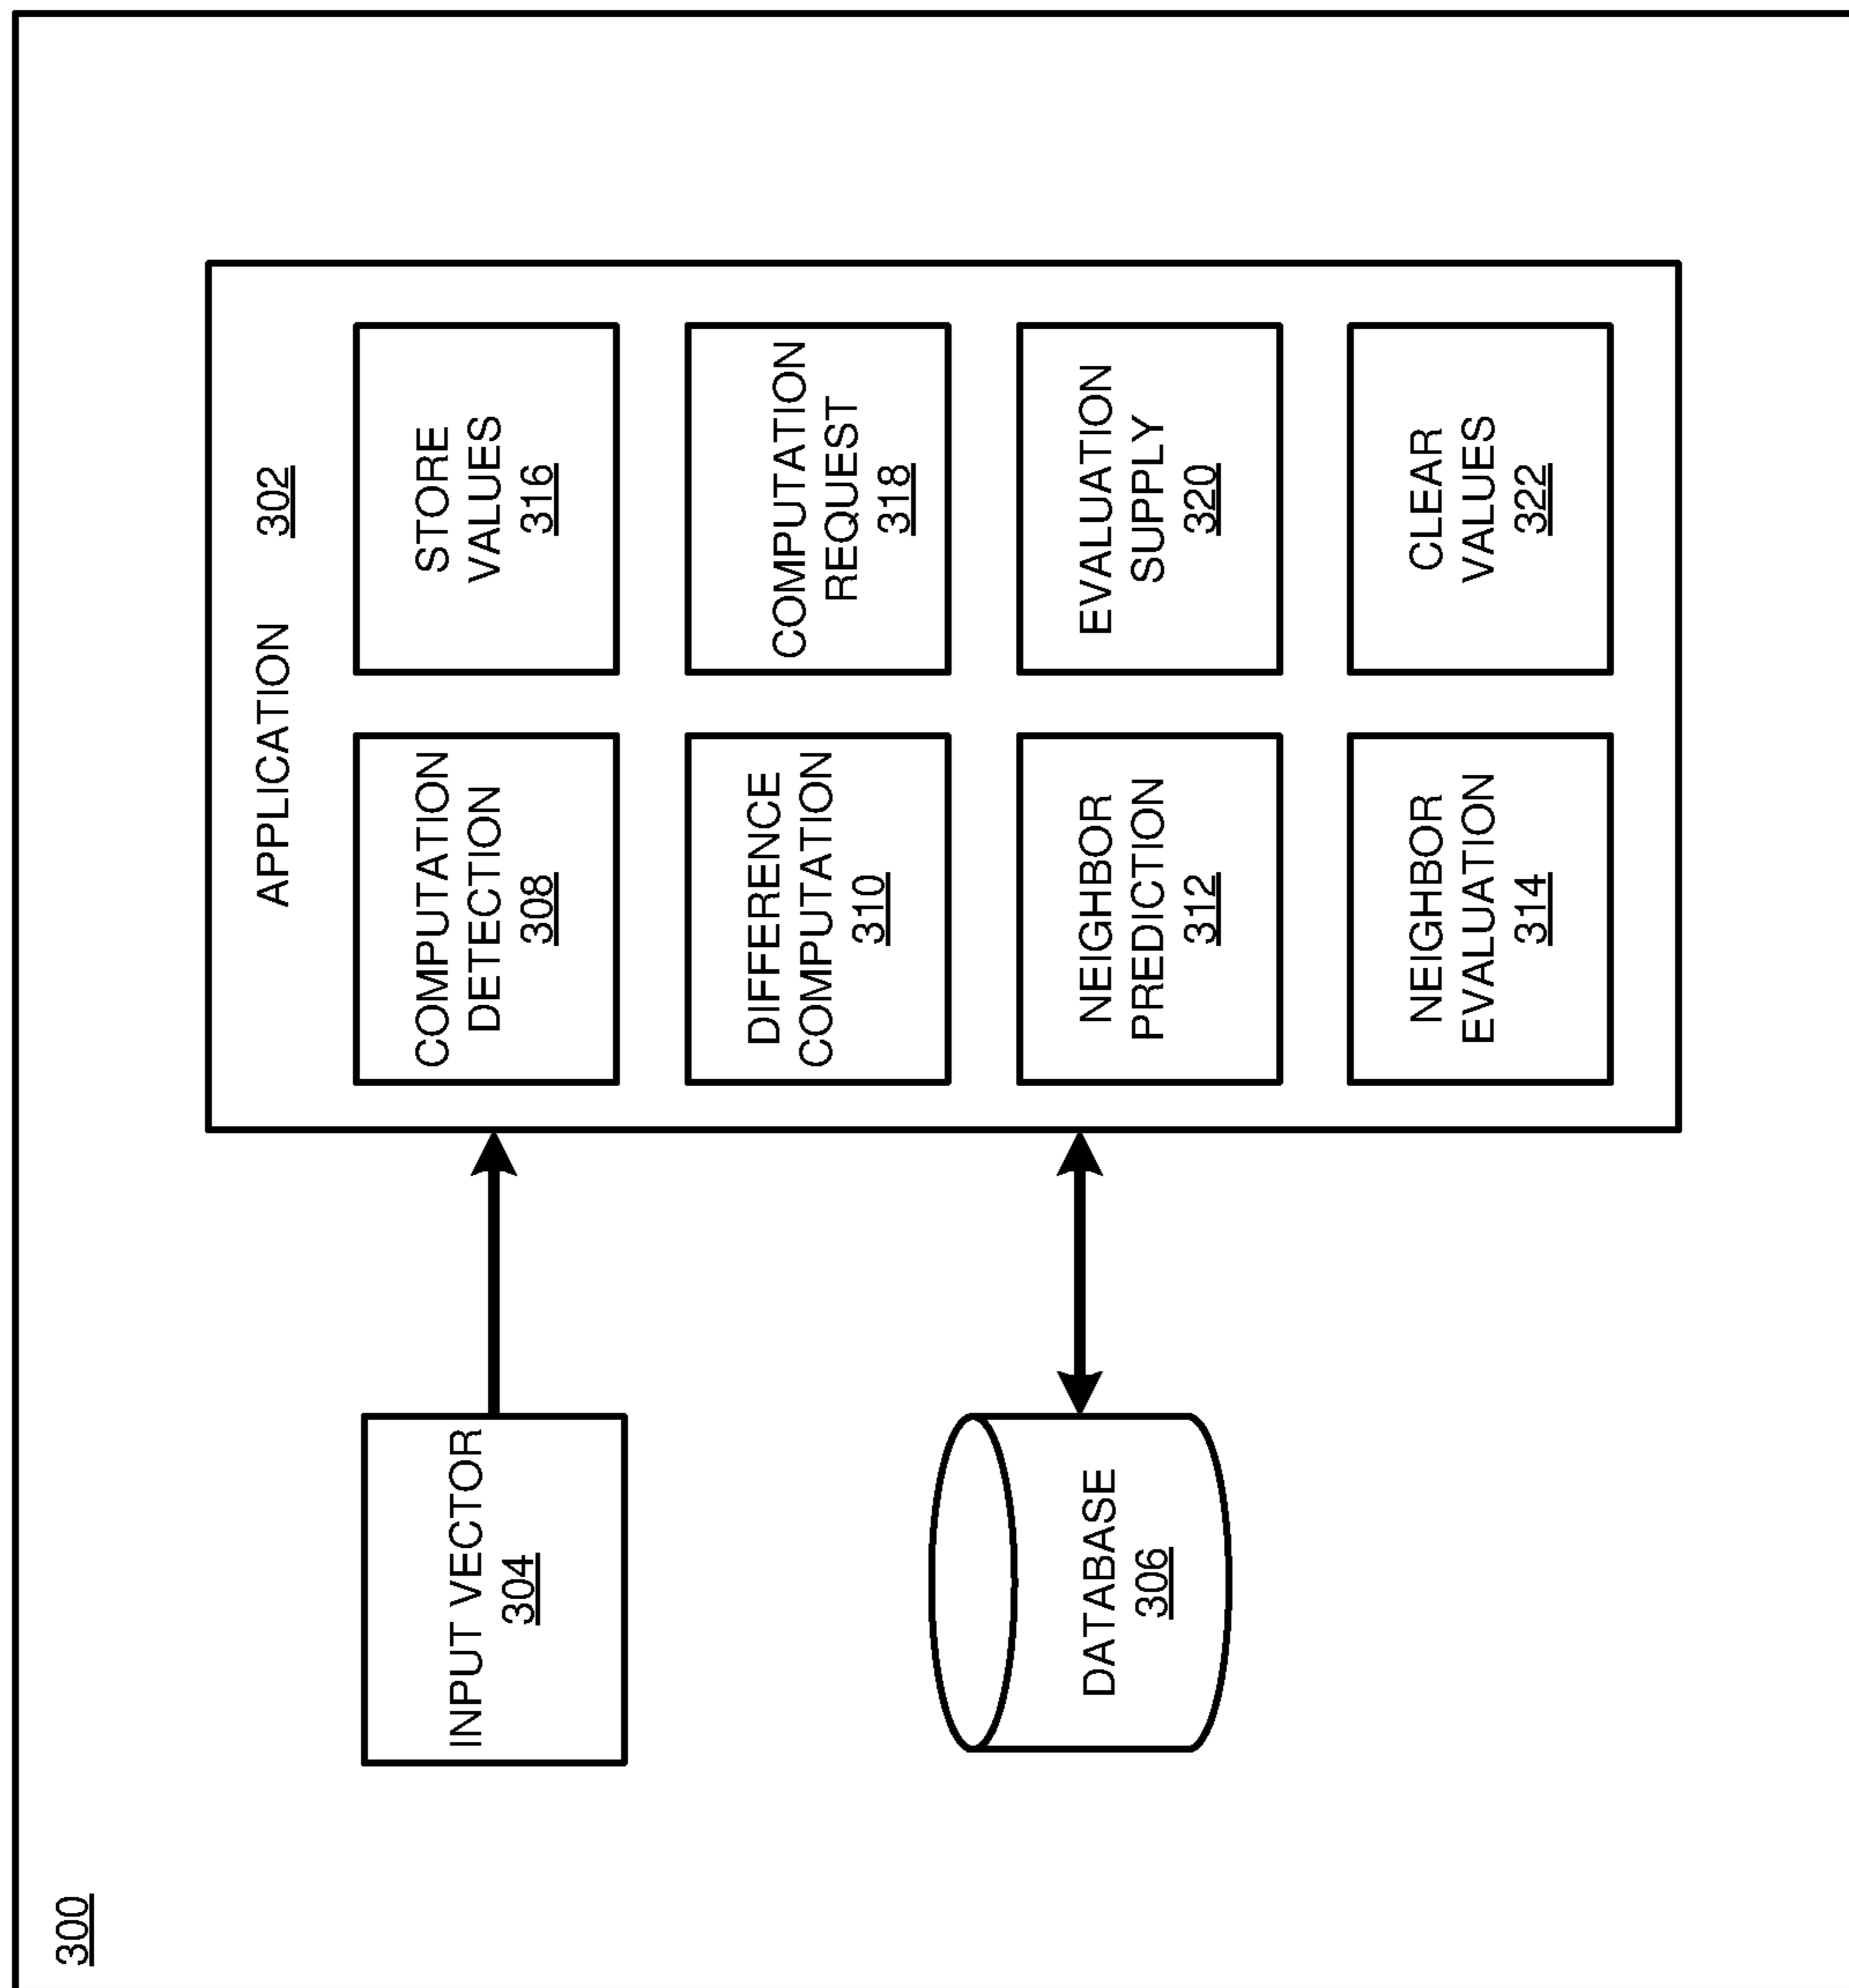 300
APPLICATION 302
INPUT VECTOR
304
DATABASE
306
COMPUTATION
DETECTION
308
STORE
VALUES
316
DIFFERENCE
COMPUTATION
310
COMPUTATION
REQUEST
318
NEIGHBOR
PREDICTION
312
EVALUATION
SUPPLY
320
NEIGHBOR
EVALUATION
314
CLEAR
VALUES
322